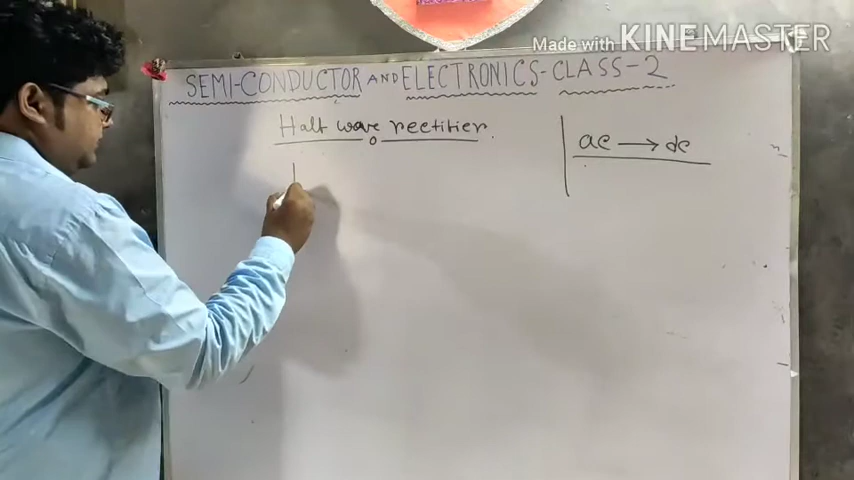 Made with KINEMASTER
SEMI-CONDUCTOR AND ELECTRONICS-CLASS-2
Half wave rectifier
ac → dc